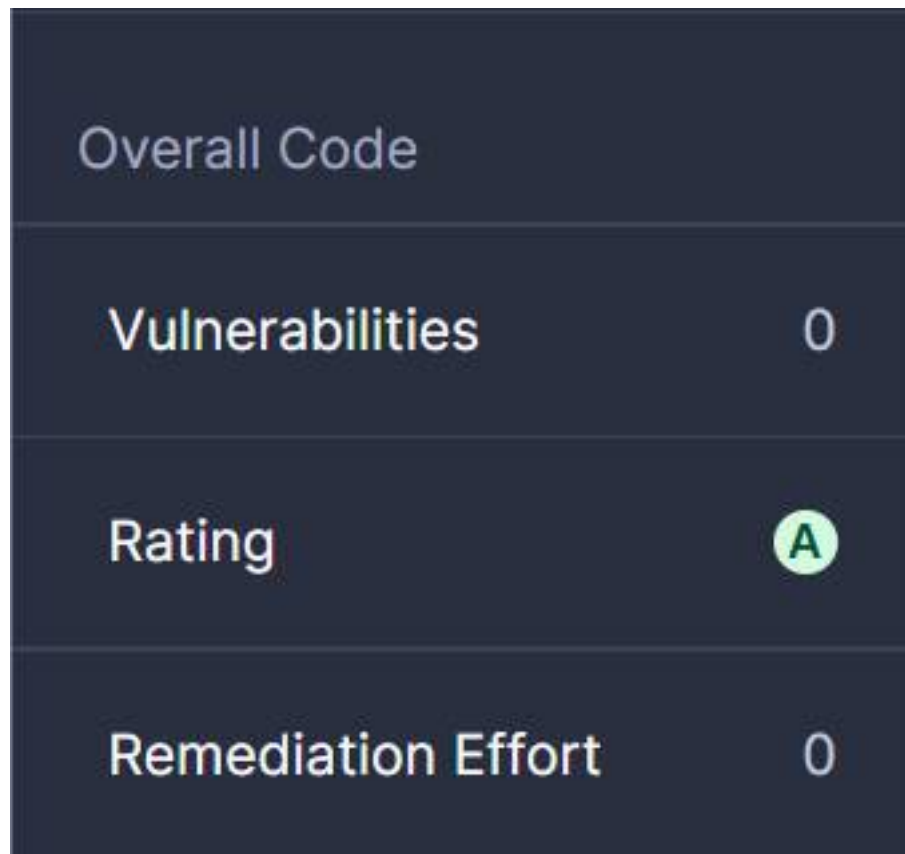 Overall Code
Vulnerabilities 0
Rating A
Remediation Effort 0